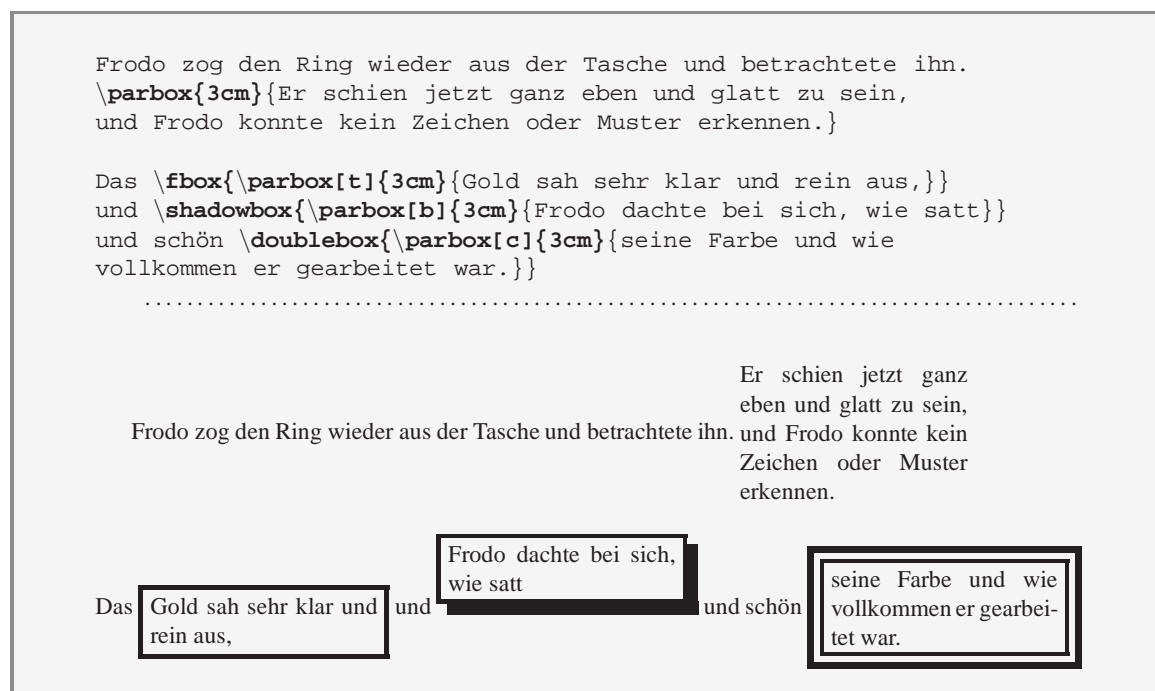 Frodo zog den Ring wieder aus der Tasche und betrachtete ihn.
\parbox{3cm}{Er schien jetzt ganz eben und glatt zu sein,
und Frodo konnte kein Zeichen oder Muster erkennen.}
Das \fbox{\parbox[t]{3cm}{Gold sah sehr klar und rein aus,}}
und \shadowbox{\parbox[b]{3cm}{Frodo dachte bei sich, wie satt}}
und schön \doublebox{\parbox[c]{3cm}{seine Farbe und wie
vollkommen er gearbeitet war.}}
Frodo zog den Ring wieder aus der Tasche und betrachtete ihn.
Er schien jetzt ganz
eben und glatt zu sein,
und Frodo konnte kein
Zeichen oder Muster
erkennen.
Das
Gold sah sehr klar und
rein aus,
und
Frodo dachte bei sich,
wie satt
und schön
seine Farbe und wie
vollkommen er gearbei-
tet war.